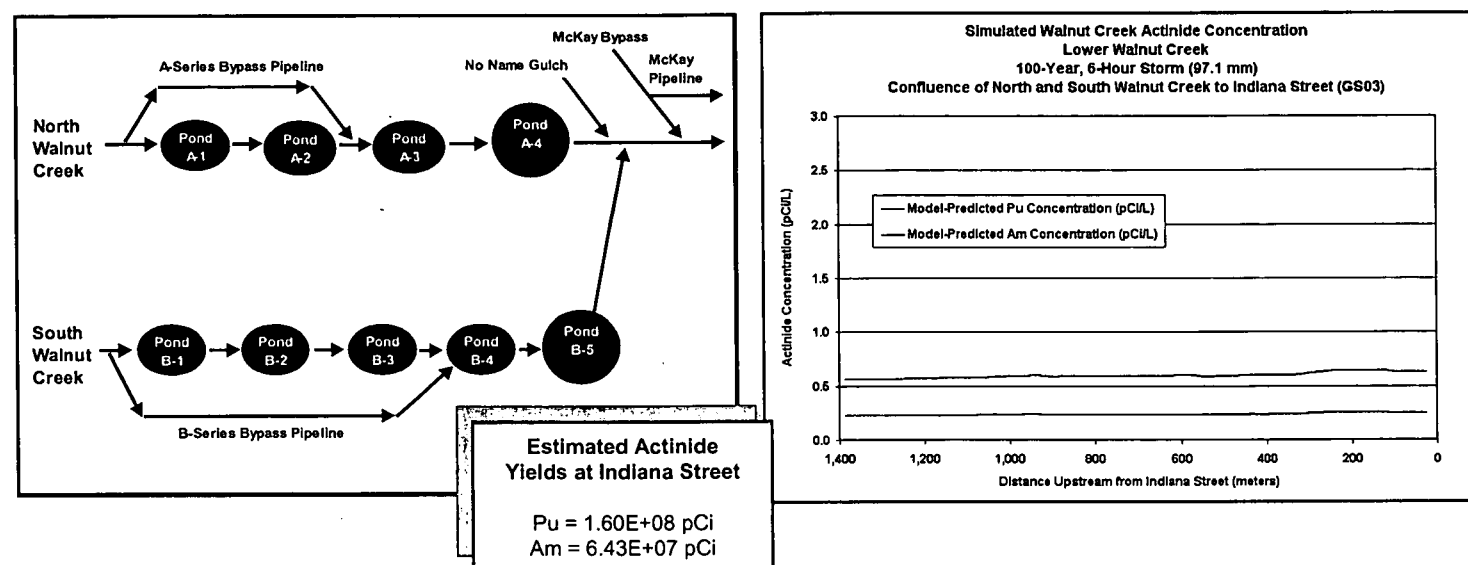 McKay Bypass
McKay
Pipeline
No Name Gulch
A-Series Bypass Pipeline
North
Walnut
Creek
Pond
A-1
Pond
A-2
Pond
A-3
Pond
A-4
South
Walnut
Creek
Pond
B-1
Pond
B-2
Pond
B-3
Pond
B-4
Pond
B-5
B-Series Bypass Pipeline
Estimated Actinide
Yields at Indiana Street
Pu = 1.60E+08 pCi
Am = 6.43E+07 pCi
Simulated Walnut Creek Actinide Concentration
Lower Walnut Creek
100-Year, 6-Hour Storm (97.1 mm)
Confluence of North and South Walnut Creek to Indiana Street (GS03)
Actinide Concentration (pCi/L)
3.0
2.5
2.0
1.5
1.0
0.5
0.0
Model-Predicted Pu Concentration (pCi/L)
Model-Predicted Am Concentration (pCi/L)
1,400 1,200 1,000 800 600 400 200 0
Distance Upstream from Indiana Street (meters)